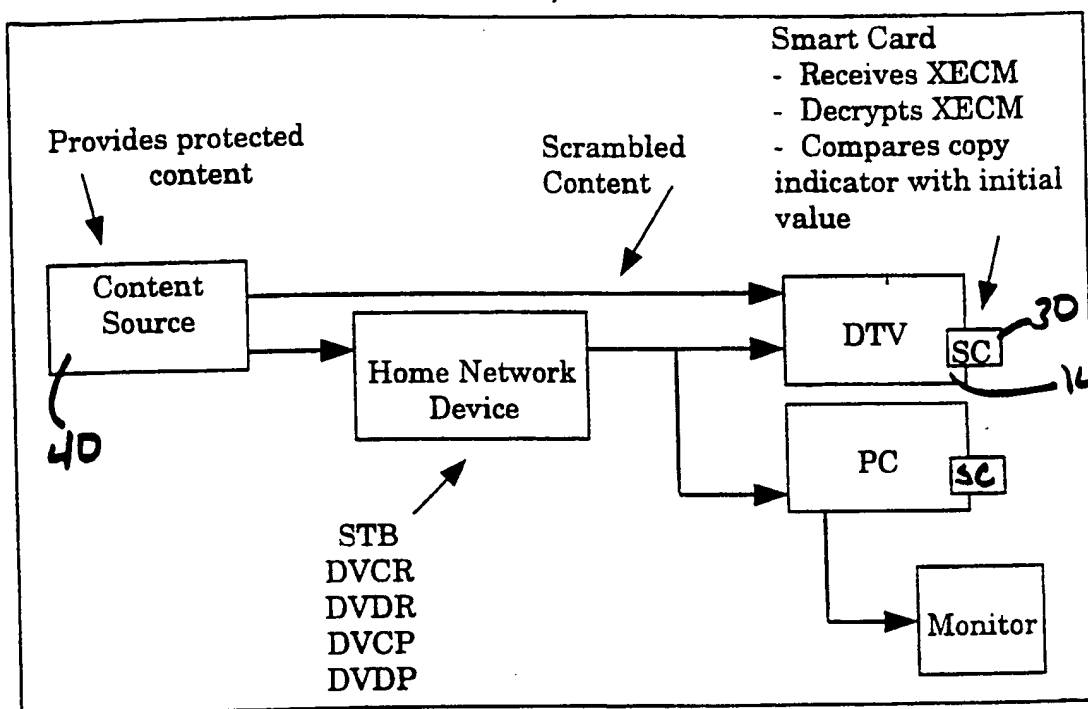 Smart Card
- Receives XECM
- Decrypts XECM
- Compares copy
indicator with initial
value
Provides protected
content
Scrambled
Content
Content
Source
40
Home Network
Device
DTV
SC
30
PC
SC
STB
DVCR
DVDR
DVCP
DVDP
Monitor